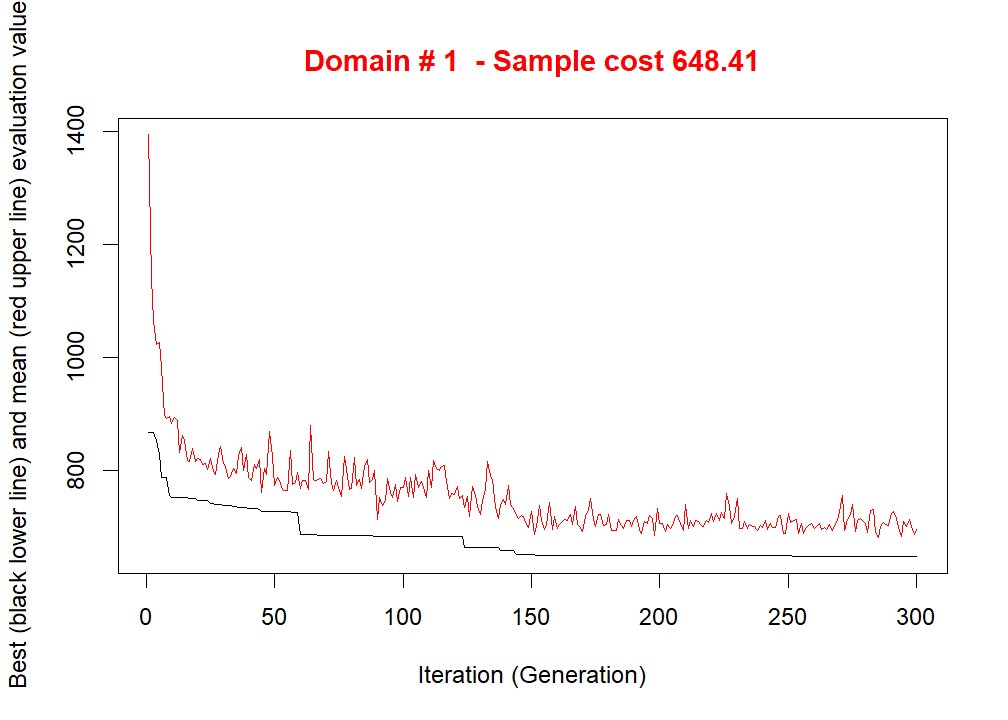 Domain # 1  - Sample cost 648.41
Best (black lower line) and mean (red upper line) evaluation value
1400
1200
1000
800
0 50 100 150 200 250 300
Iteration (Generation)